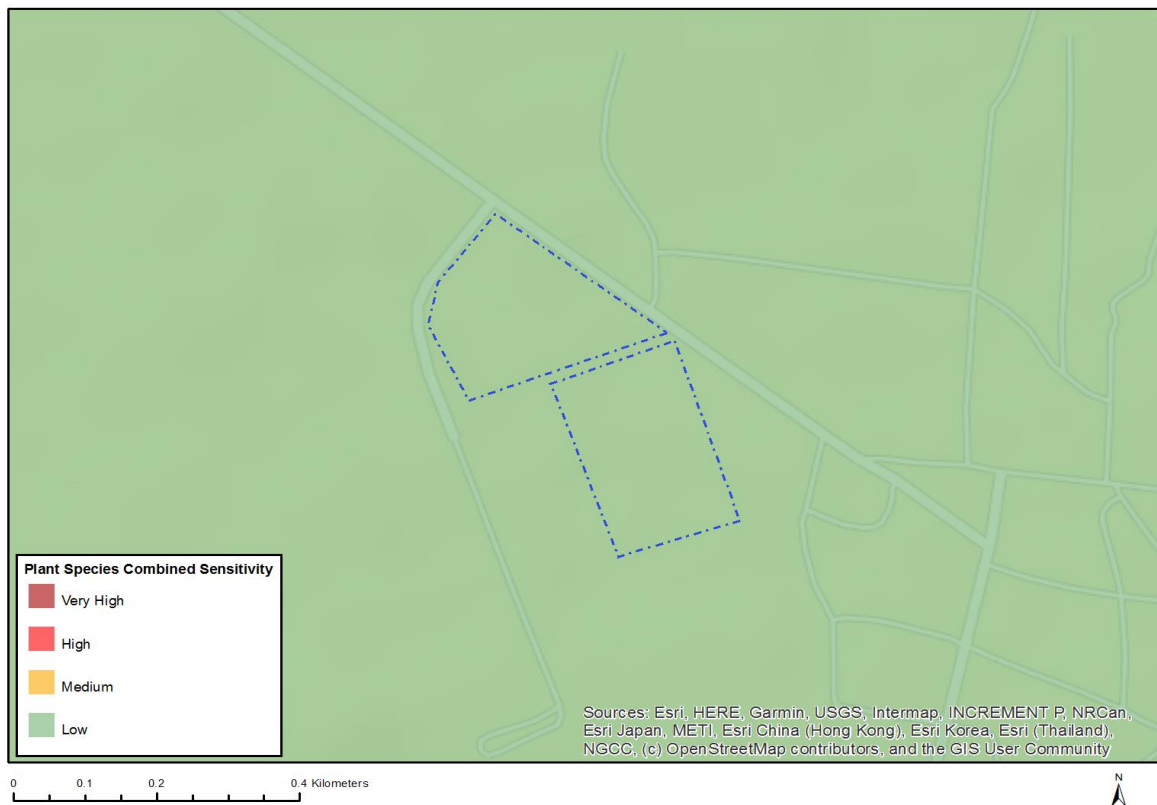 Plant Species Combined Sensitivity
Very High
High
Medium
Low
Sources: Esri, HERE, Garmin, USGS, Intermap, INCREMENT P, NRCan,
Esri Japan, METI, Esri China (Hong Kong), Esri Korea, Esri (Thailand),
NGCC, (c) OpenStreetMap contributors, and the GIS User Community
0 0.1 0.2 0.4 Kilometers
N